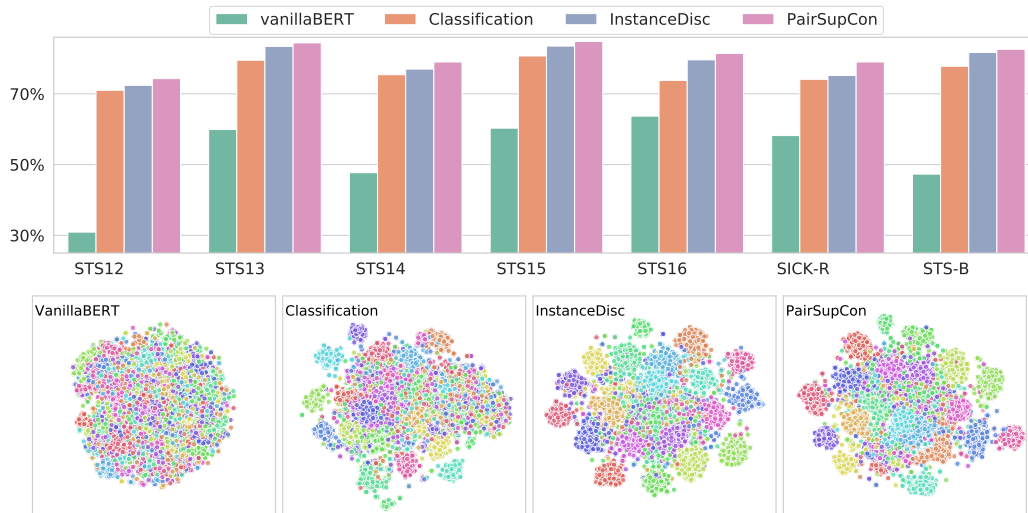 vanillaBERT Classification InstanceDisc PairSupCon
70%
50%
30%
STS12 STS13 STS14 STS15 STS16 SICK-R STS-B
VanillaBERT Classification InstanceDisc PairSupCon